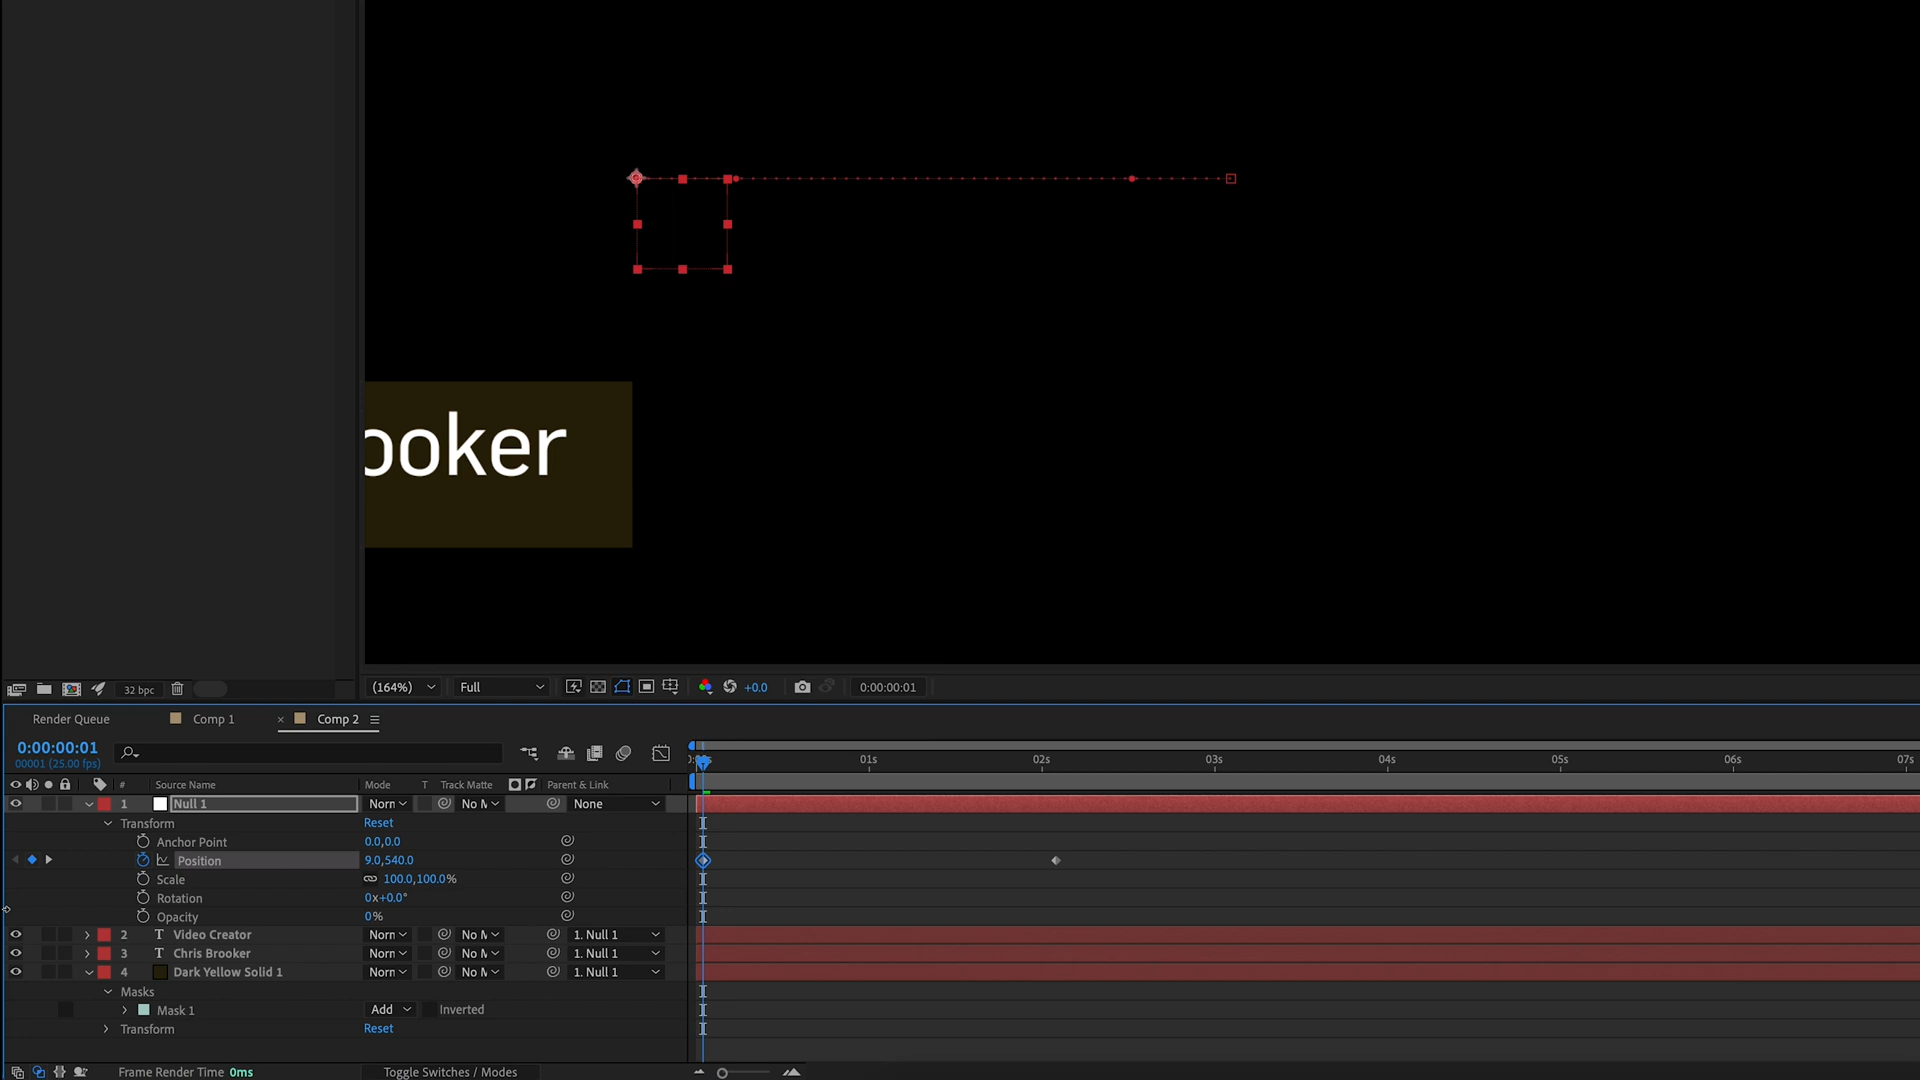 ooker
32 bpc
(164%)
Full
+0.0
0:00:00:01
Render Queue
Comp 1
× Comp 2
0:00:00:01
00001 (25.00 fps)
01s 02s 03s 04s 05s 06s 07s
# Source Name Mode T Track Matte Parent & Link
1 Null 1 Norm No M None
Transform Reset
Anchor Point 0.0,0.0
Position 9.0,540.0
Scale 100.0,100.0%
Rotation 0x+0.0°
Opacity 0%
2 T Video Creator Norm No M 1. Null 1
3 T Chris Brooker Norm No M 1. Null 1
4 Dark Yellow Solid 1 Norm No M 1. Null 1
Masks
Mask 1 Add Inverted
Transform Reset
Frame Render Time 0ms Toggle Switches / Modes